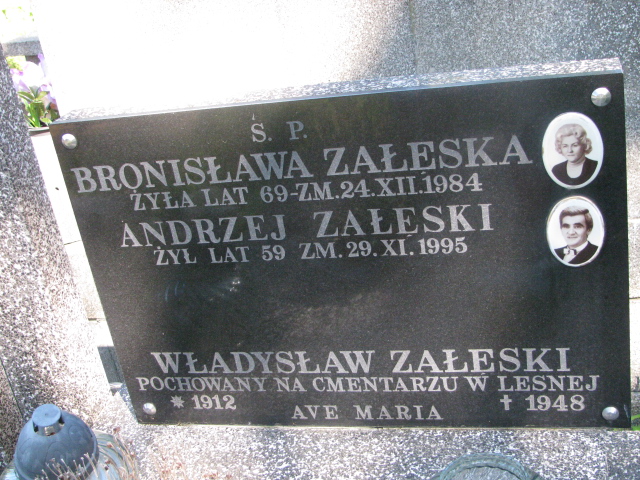 Ś. P.
BRONISŁAWA ZAŁESKA
ŻYŁA LAT 69-ZM. 24.XII.1984
ANDRZEJ ZAŁESKI
ŻYŁ LAT 59 ZM. 29.XI.1995
WŁADYSŁAW ZAŁESKI
POCHOWANY NA CMENTARZU W LESNEJ
* 1912 AVE MARIA † 1948